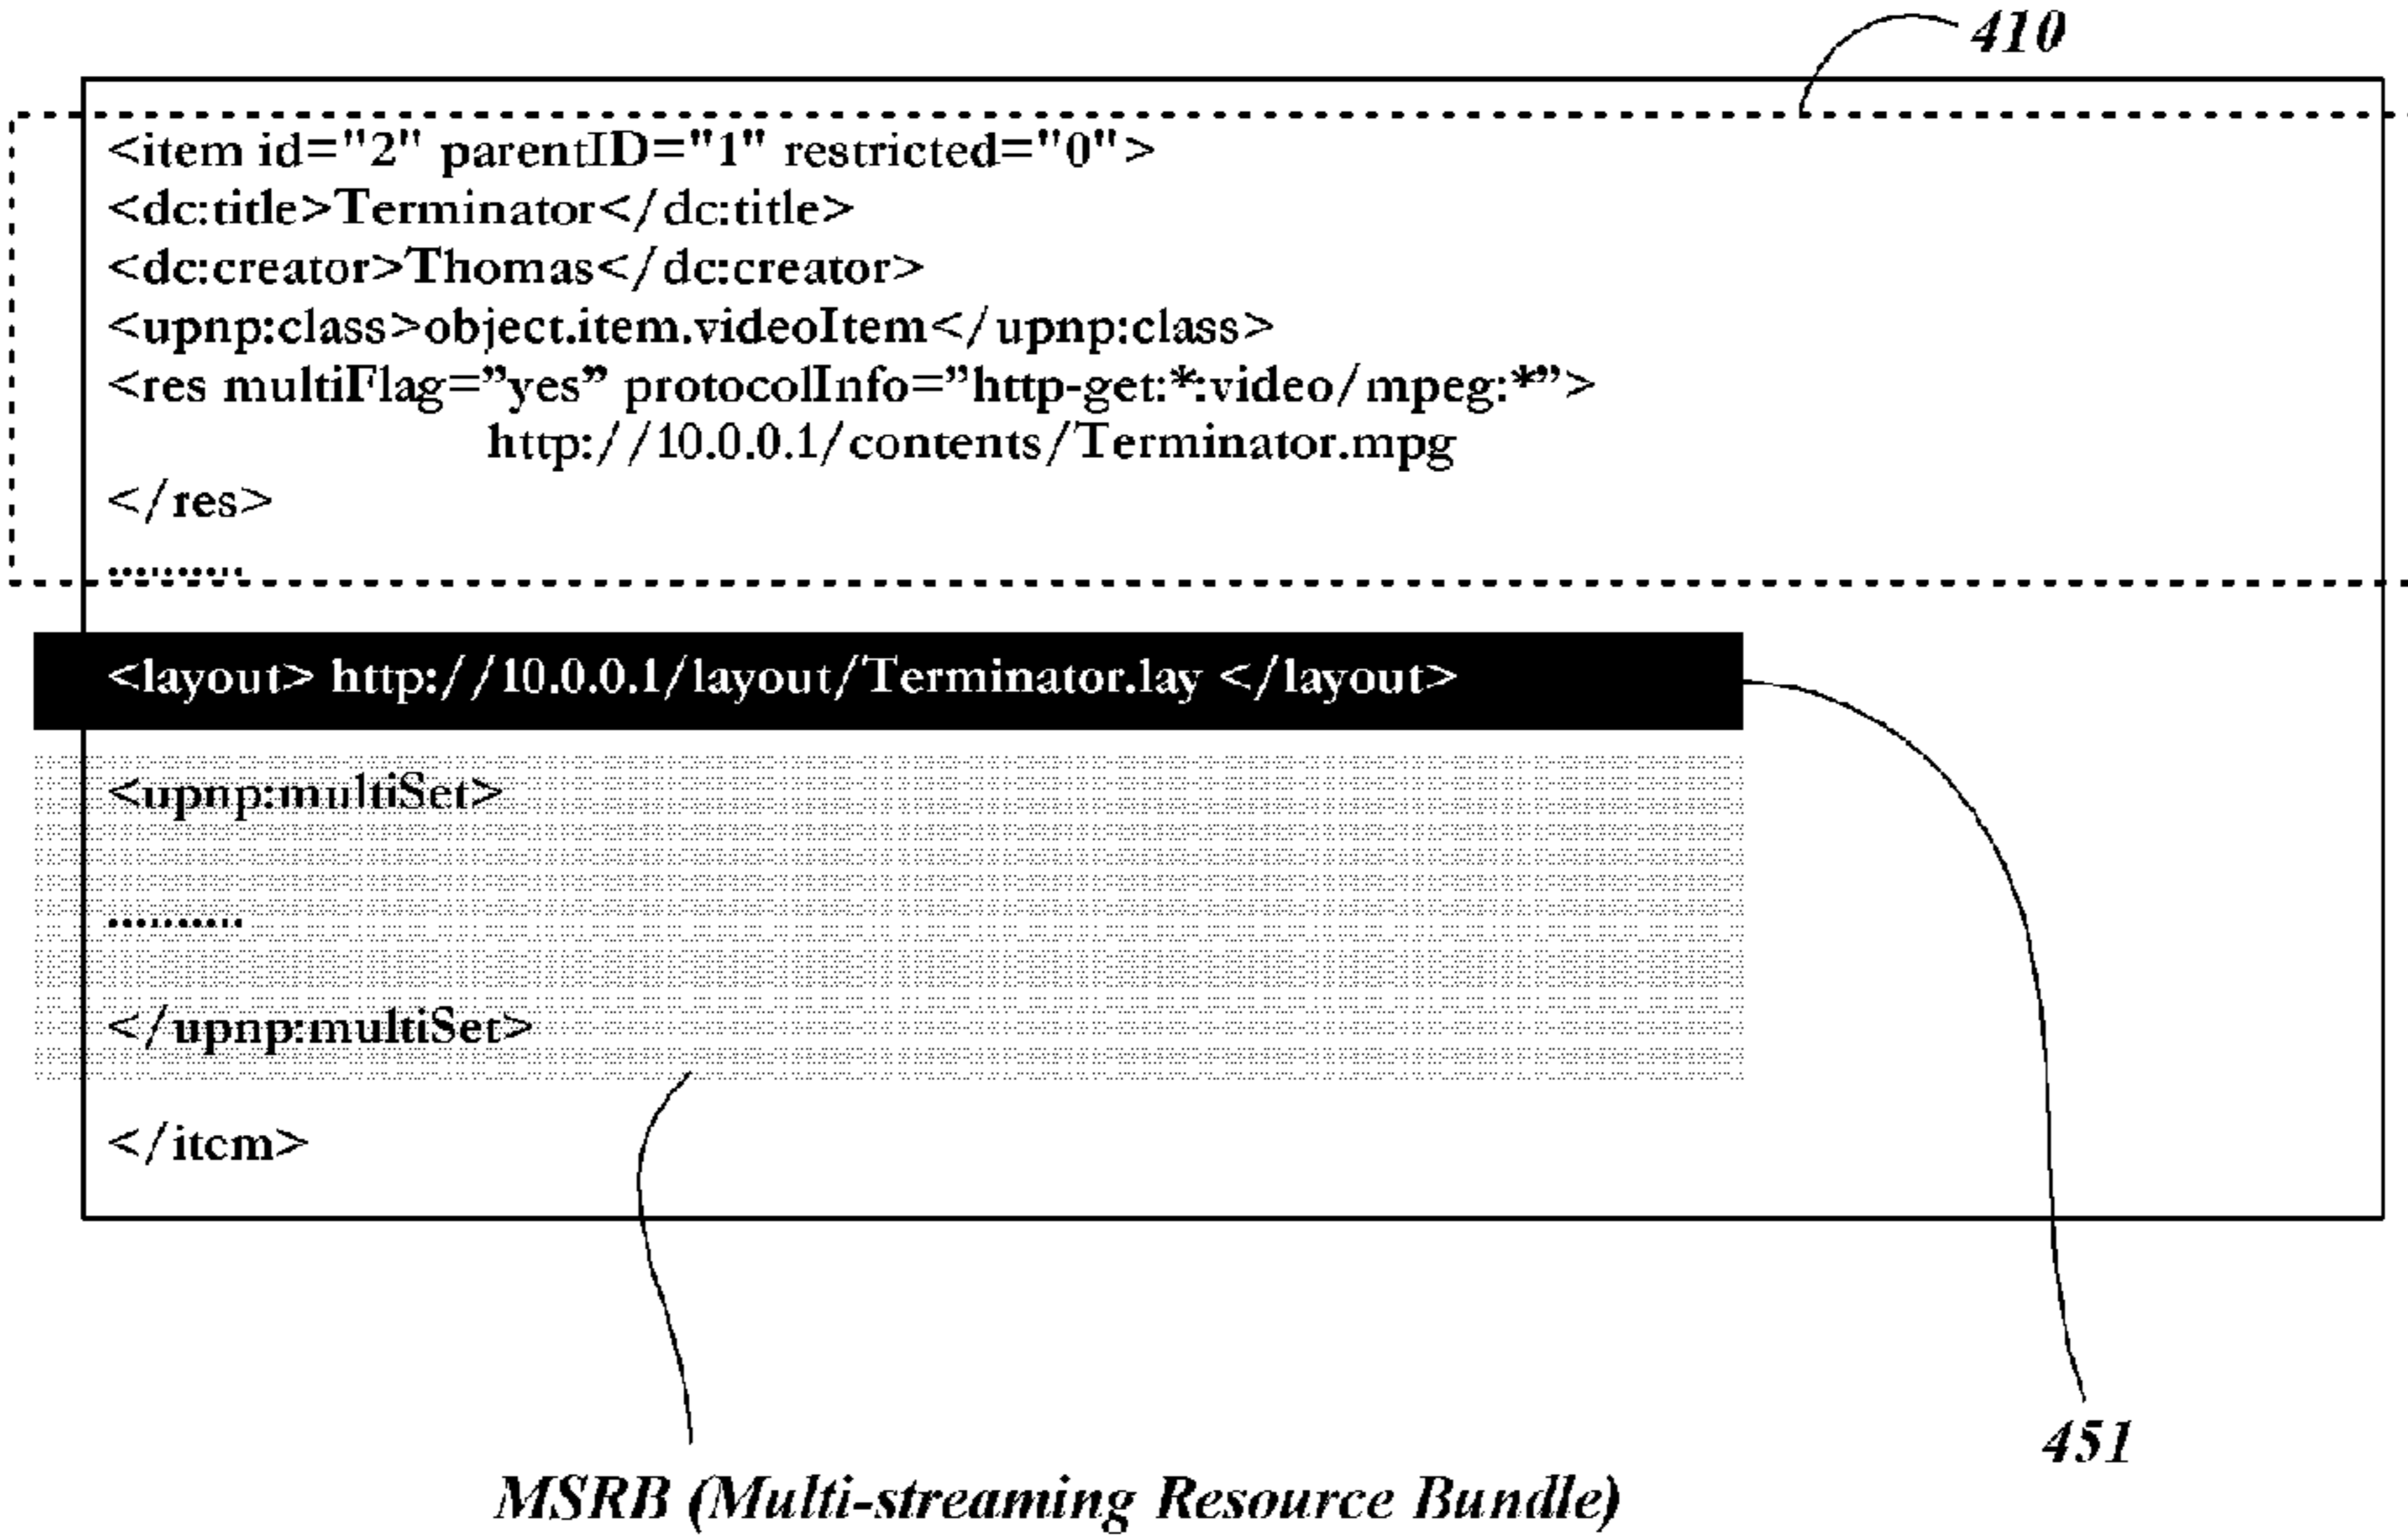 410
<item id="2" parentID="1" restricted="0">
<dc:title>Terminator</dc:title>
<dc:creator>Thomas</dc:creator>
<upnp:class>object.item.videoItem</upnp:class>
<res multiFlag=”yes” protocolInfo=”http-get:*:video/mpeg:*”>
http://10.0.0.1/contents/Terminator.mpg
</res>
...........
<layout> http://10.0.0.1/layout/Terminator.lay </layout>
<upnp:multiSet>
...........
</upnp:multiSet>
</item>
451
MSRB (Multi-streaming Resource Bundle)